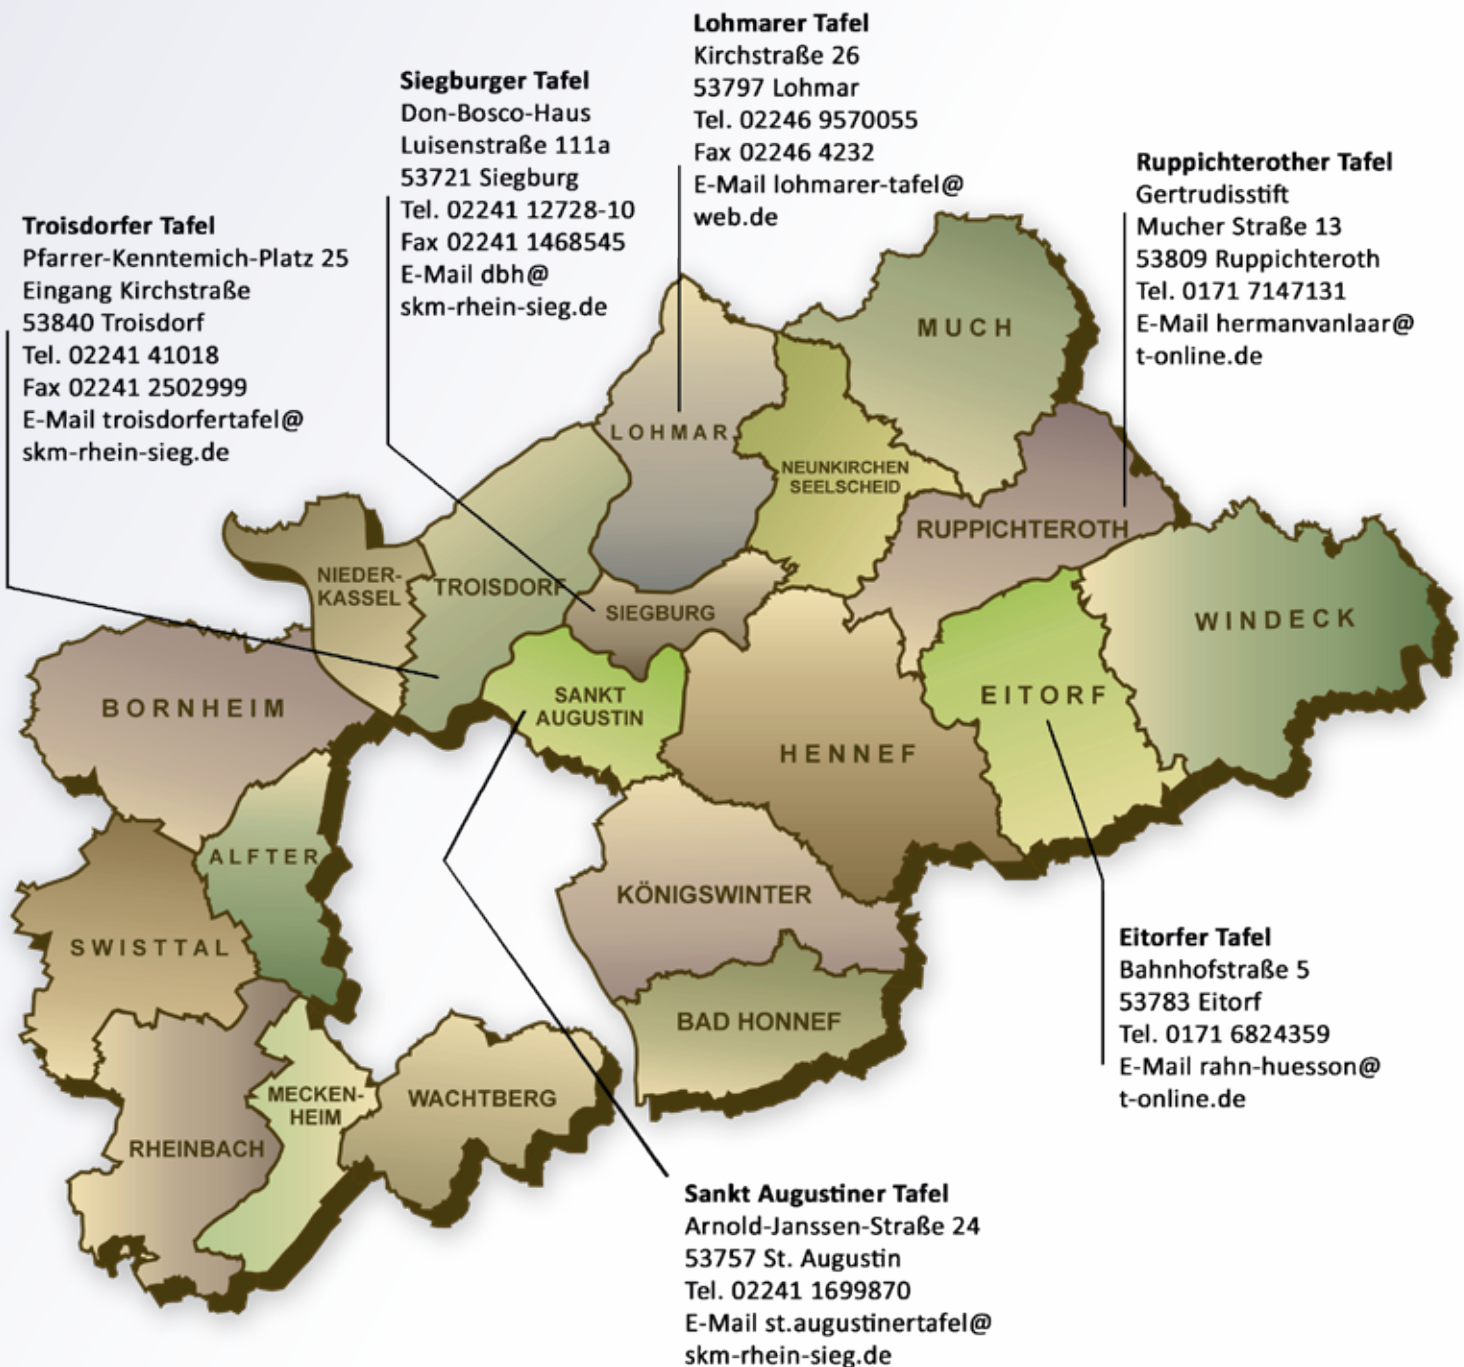 Lohmarer Tafel
Kirchstraße 26
53797 Lohmar
Tel. 02246 9570055
Fax 02246 4232
E-Mail lohmarer-tafel@
web.de
Siegburger Tafel
Don-Bosco-Haus
Luisenstraße 111a
53721 Siegburg
Tel. 02241 12728-10
Fax 02241 1468545
E-Mail dbh@
skm-rhein-sieg.de
Ruppichterother Tafel
Gertrudisstift
Mucher Straße 13
53809 Ruppichteroth
Tel. 0171 7147131
E-Mail hermanvanlaar@
t-online.de
Troisdorfer Tafel
Pfarrer-Kenntemich-Platz 25
Eingang Kirchstraße
53840 Troisdorf
Tel. 02241 41018
Fax 02241 2502999
E-Mail troisdorfertafel@
skm-rhein-sieg.de
MUCH
LOHMAR
NEUNKIRCHEN
SEELSCHEID
RUPPICHTEROTH
NIEDER-
KASSEL
TROISDORF
SIEGBURG
WINDECK
BORNHEIM
SANKT
AUGUSTIN
EITORF
HENNEF
ALFTER
KÖNIGSWINTER
SWISTTAL
BAD HONNEF
MECKEN-
HEIM
WACHTBERG
RHEINBACH
Eitorfer Tafel
Bahnhofstraße 5
53783 Eitorf
Tel. 0171 6824359
E-Mail rahn-huesson@
t-online.de
Sankt Augustiner Tafel
Arnold-Janssen-Straße 24
53757 St. Augustin
Tel. 02241 1699870
E-Mail st.augustinertafel@
skm-rhein-sieg.de